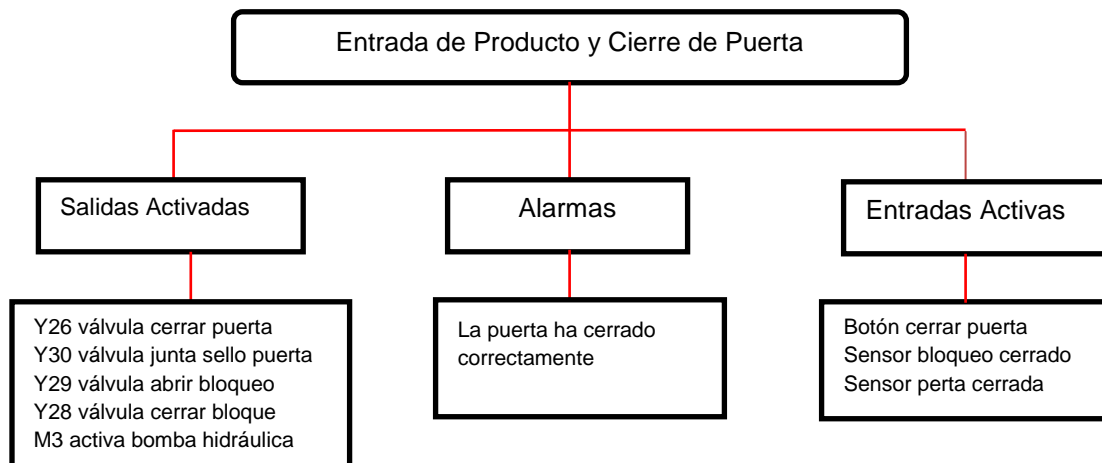 Entrada de Producto y Cierre de Puerta
Salidas Activadas
Alarmas
Entradas Activas
Y26 válvula cerrar puerta
Y30 válvula junta sello puerta
Y29 válvula abrir bloqueo
Y28 válvula cerrar bloque
M3 activa bomba hidráulica
La puerta ha cerrado
correctamente
Botón cerrar puerta
Sensor bloqueo cerrado
Sensor perta cerrada